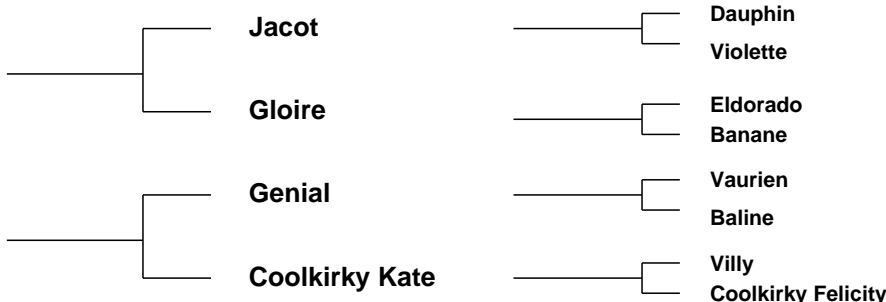 Jacot
Dauphin
Violette
Gloire
Eldorado
Banane
Genial
Vaurien
Baline
Coolkirky Kate
Villy
Coolkirky Felicity